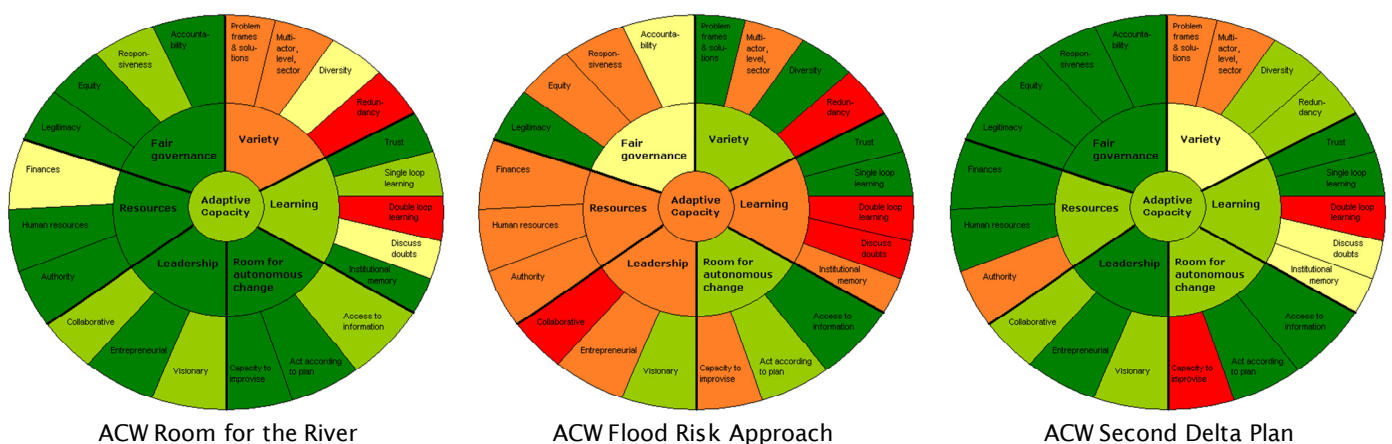 Problem
frames
& solu-
tions
Multi-
actor,
level,
sector
Diversity
Redun-
dancy
Trust
Single loop
learning
Double loop
learning
Discuss
doubts
Institutional
memory
Access to
information
Act according
to plan
Capacity to
improvise
Visionary
Entrepreneurial
Collaborative
Authority
Human resources
Finances
Legitimacy
Equity
Respon-
siveness
Accounta-
bility
Fair
governance
Variety
Learning
Room for
autonomous
change
Leadership
Resources
Adaptive
Capacity
ACW Room for the River
Problem
frames
& solu-
tions
Multi-
actor,
level,
sector
Diversity
Redun-
dancy
Trust
Single loop
learning
Double loop
learning
Discuss
doubts
Institutional
memory
Access to
information
Act according
to plan
Capacity to
improvise
Visionary
Entrepreneurial
Collaborative
Authority
Human resources
Finances
Legitimacy
Equity
Respon-
siveness
Accounta-
bility
Fair
governance
Variety
Learning
Room for
autonomous
change
Leadership
Resources
Adaptive
Capacity
ACW Flood Risk Approach
Problem
frames
& solu-
tions
Multi-
actor,
level,
sector
Diversity
Redun-
dancy
Trust
Single loop
learning
Double loop
learning
Discuss
doubts
Institutional
memory
Access to
information
Act according
to plan
Capacity to
improvise
Visionary
Entrepreneurial
Collaborative
Authority
Human resources
Finances
Legitimacy
Equity
Respon-
siveness
Accounta-
bility
Fair
governance
Variety
Learning
Room for
autonomous
change
Leadership
Resources
Adaptive
Capacity
ACW Second Delta Plan